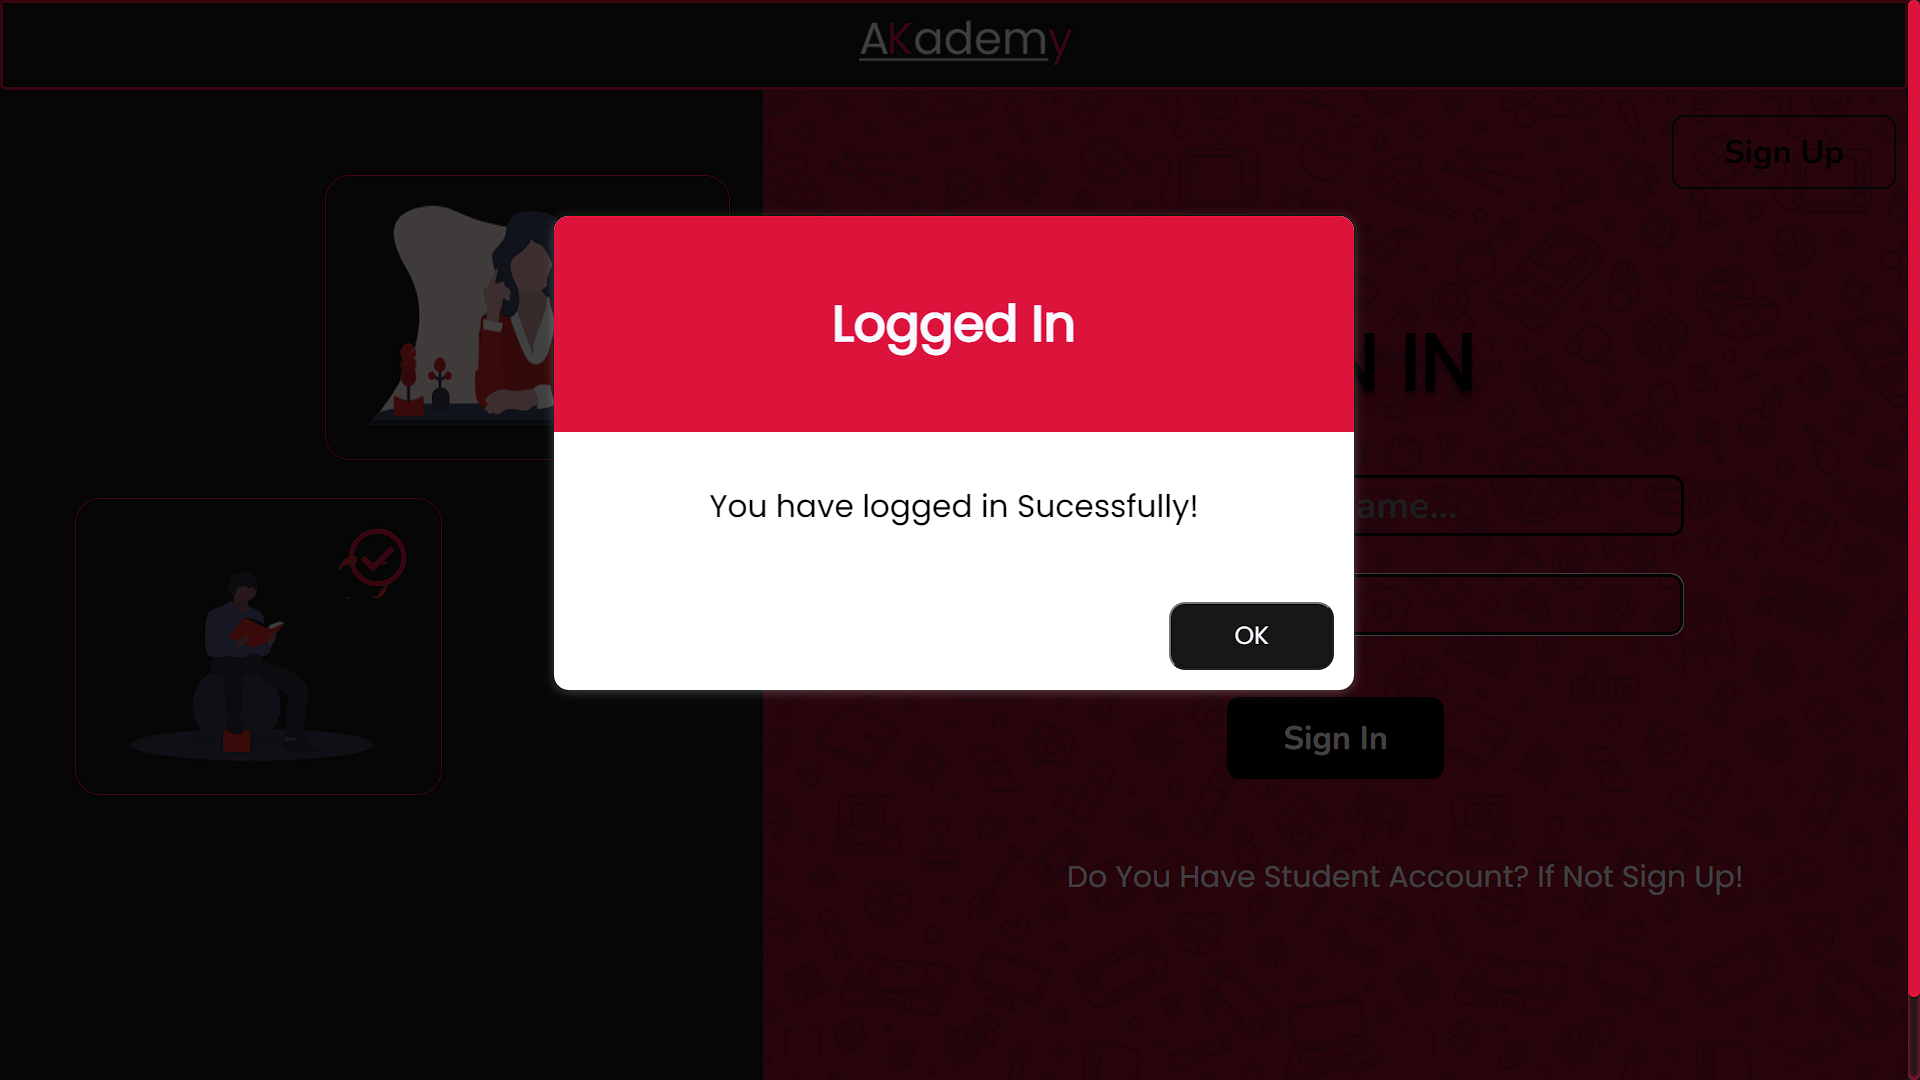 AKademy
Sign Up
Logged In
N IN
You have logged in Sucessfully!
ame...
OK
Sign In
Do You Have Student Account? If Not Sign Up!